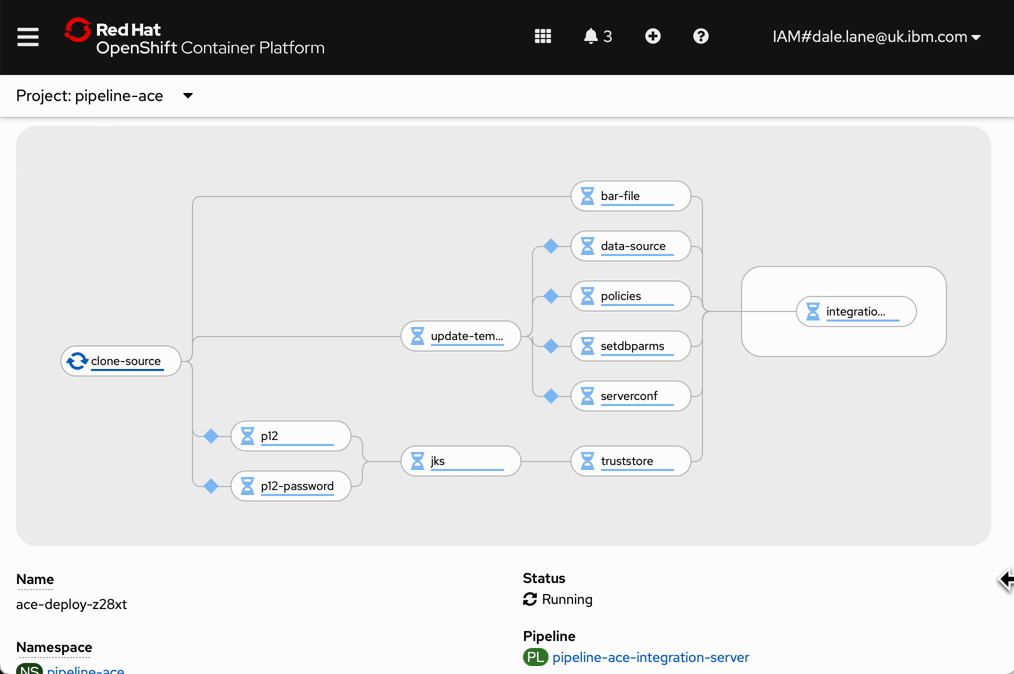 Red Hat
OpenShift Container Platform
3
IAM#dale.lane@uk.ibm.com
Project: pipeline-ace
bar-file
data-source
policies
integratio...
update-tem...
setdbparms
clone-source
serverconf
p12
jks
truststore
p12-password
Name
ace-deploy-z28xt
Namespace
NS pipeline-ace
Status
Running
Pipeline
PL pipeline-ace-integration-server